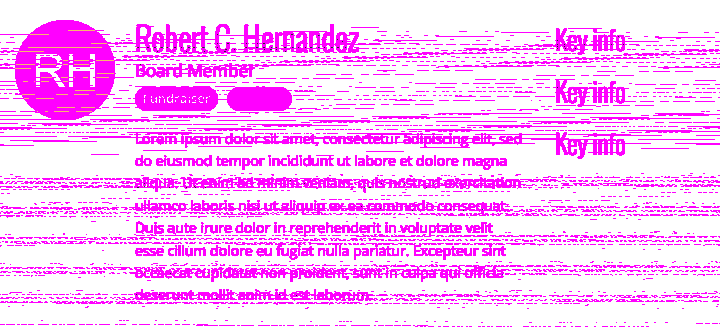 RH
Robert C. Hernandez
Board Member
Fundraiser
Lorem ipsum dolor sit amet, consectetur adipiscing elit, sed
do eiusmod tempor incididunt ut labore et dolore magna
aliqua. Ut enim ad minim veniam, quis nostrud exercitation
ullamco laboris nisi ut aliquip ex ea commodo consequat.
Duis aute irure dolor in reprehenderit in voluptate velit
esse cillum dolore eu fugiat nulla pariatur. Excepteur sint
occaecat cupidatat non proident, sunt in culpa qui officia
deserunt mollit anim id est laborum.
Key info
Key info
Key info